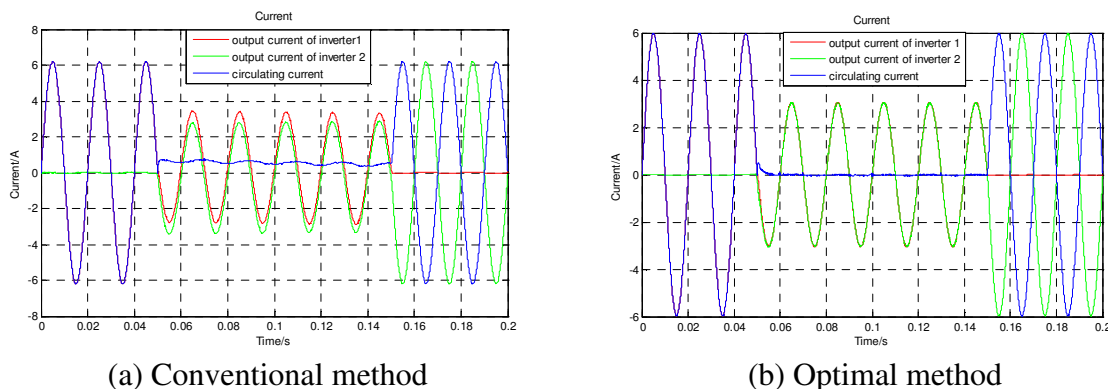 Current
output current of inverter1
output current of inverter 2
circulating current
Current/A
8
6
4
2
0
-2
-4
-6
-8
0 0.02 0.04 0.06 0.08 0.1 0.12 0.14 0.16 0.18 0.2
Time/s
(a) Conventional method
Current
output current of inverter 1
output current of inverter 2
circulating current
Current/A
6
4
2
0
-2
-4
-6
0 0.02 0.04 0.06 0.08 0.1 0.12 0.14 0.16 0.18 0.2
Time/s
(b) Optimal method